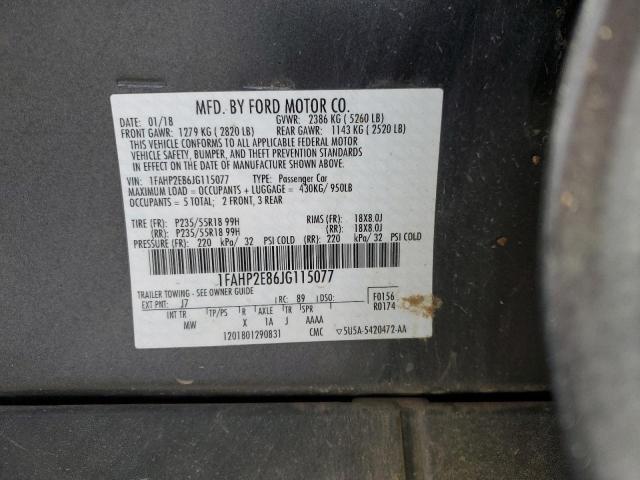 MFD. BY FORD MOTOR CO.
DATE: 01/18 GVWR: 2386 KG ( 5260 LB)
FRONT GAWR: 1279 KG ( 2820 LB) REAR GAWR: 1143 KG ( 2520 LB)
THIS VEHICLE CONFORMS TO ALL APPLICABLE FEDERAL MOTOR
VEHICLE SAFETY, BUMPER, AND THEFT PREVENTION STANDARDS
IN EFFECT ON THE DATE OF MANUFACTURE SHOWN ABOVE.
VIN: 1FAHP2E86JG115077 TYPE: Passenger Car
MAXIMUM LOAD = OCCUPANTS + LUGGAGE = 430KG/ 950LB
OCCUPANTS = 5 TOTAL; 2 FRONT, 3 REAR
TIRE (FR): P235/55R18 99H RIMS (FR): 18X8.0J
(RR): P235/55R18 99H (RR): 18X8.0J
PRESSURE (FR): 220 kPa/ 32 PSI COLD (RR): 220 kPa/ 32 PSI COLD
1FAHP2E86JG115077
TRAILER TOWING - SEE OWNER GUIDE
EXT PNT: J7 RC: 89 DSO: F0156
INT TR TP/PS R AXLE TR SPR R0174
MW X 1A J AAAA
1201801290831 CMC ▽5U5A-5420472-AA